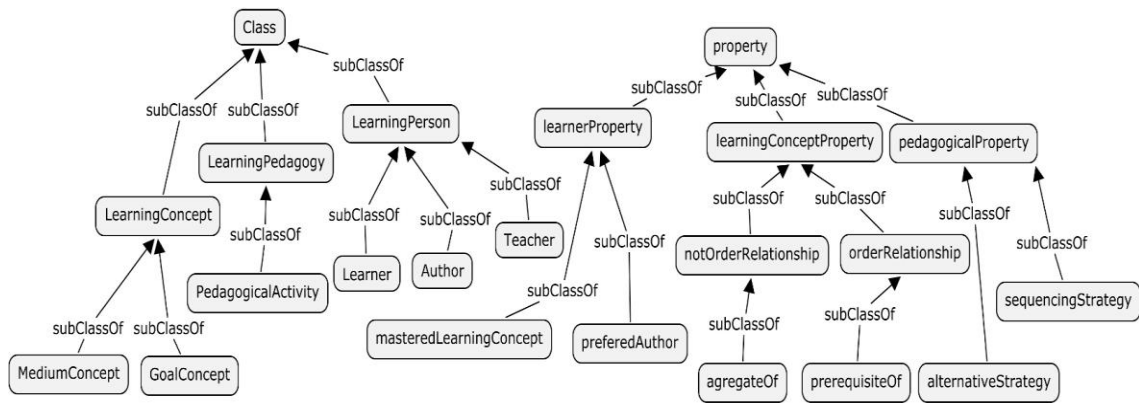 Class
property
subClassOf
subClassOf
subClassOf
subClassOf
subClassOf
subClassOf
LearningPerson
learnerProperty
learningConceptProperty
pedagogicalProperty
LearningPedagogy
subClassOf
LearningConcept
subClassOf
subClassOf
subClassOf
subClassOf
subClassOf
subClassOf
subClassOf
Teacher
subClassOf
subClassOf
notOrderRelationship
orderRelationship
Learner
Author
PedagogicalActivity
subClassOf
sequencingStrategy
subClassOf
subClassOf
subClassOf
subClassOf
masteredLearningConcept
preferedAuthor
MediumConcept
GoalConcept
agregateOf
prerequisiteOf
alternativeStrategy